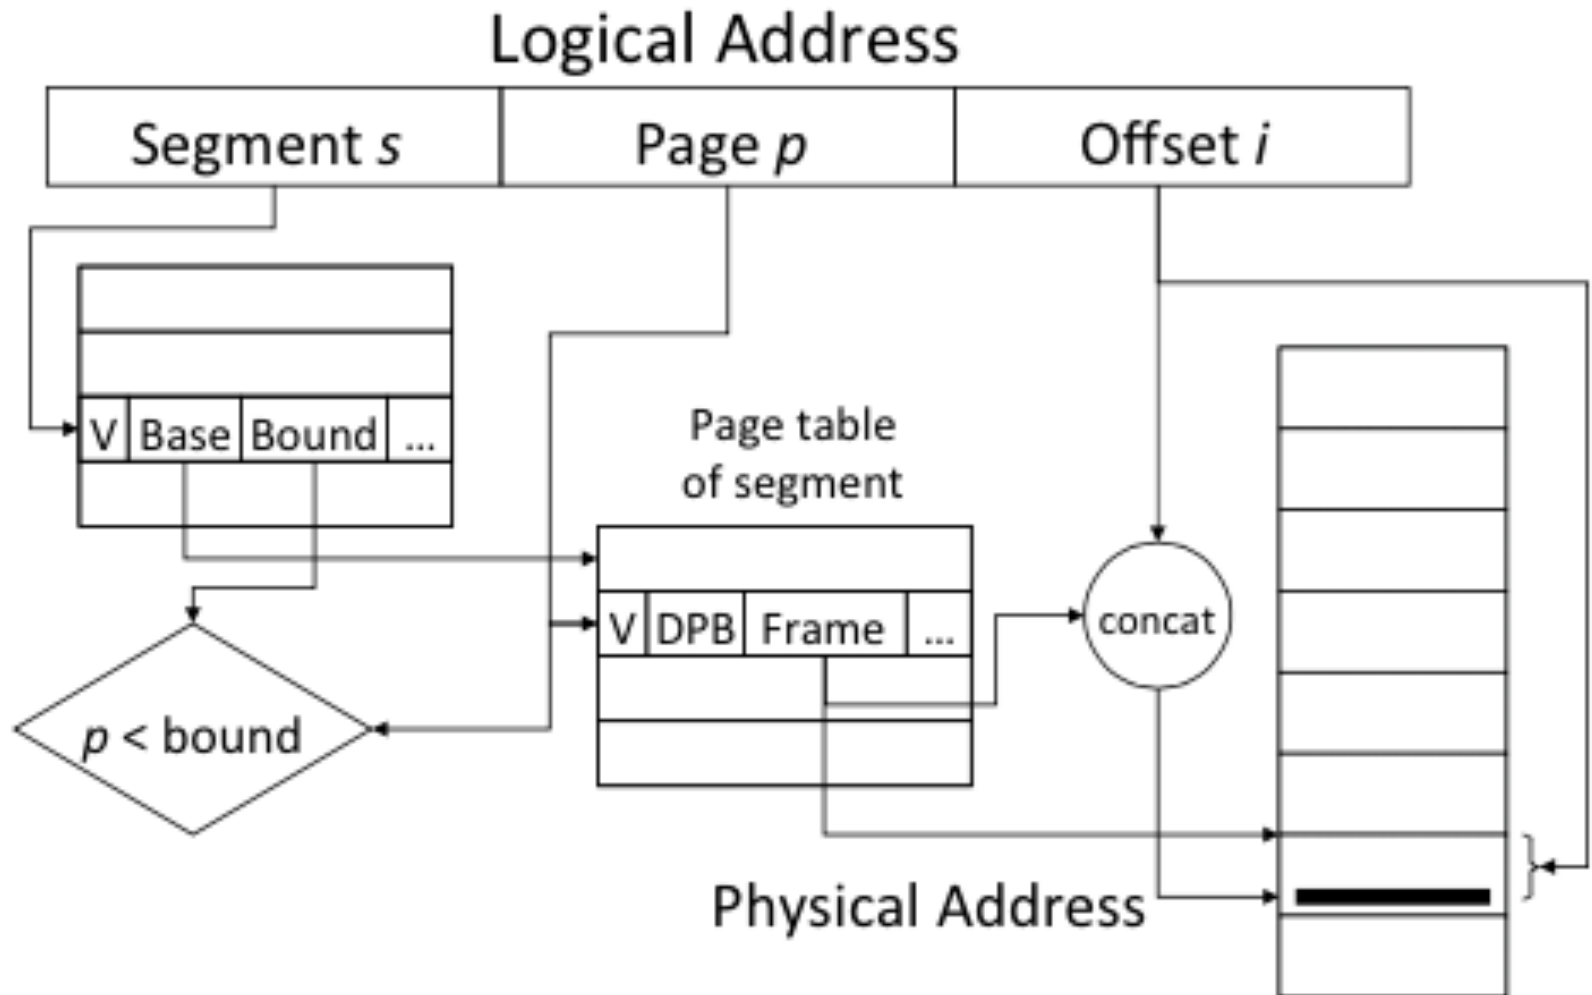 Logical Address
Segment s
Page p
Offset i
V
Base
Bound
...
Page table
of segment
V
DPB
Frame
...
concat
p < bound
Physical Address